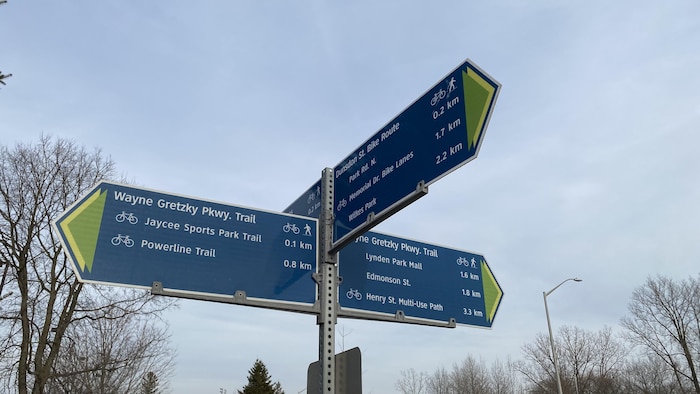 Wayne Gretzky Pkwy. Trail
Jaycee Sports Park Trail 0.1 km
Powerline Trail 0.8 km
Dunsdon St. Bike Route
Park Rd. N. 0.2 km
Memorial Dr. Bike Lanes 1.7 km
Wilkes Park 2.2 km
yne Gretzky Pkwy. Trail
Lynden Park Mall 1.6 km
Edmonson St. 1.8 km
Henry St. Multi-Use Path 3.3 km